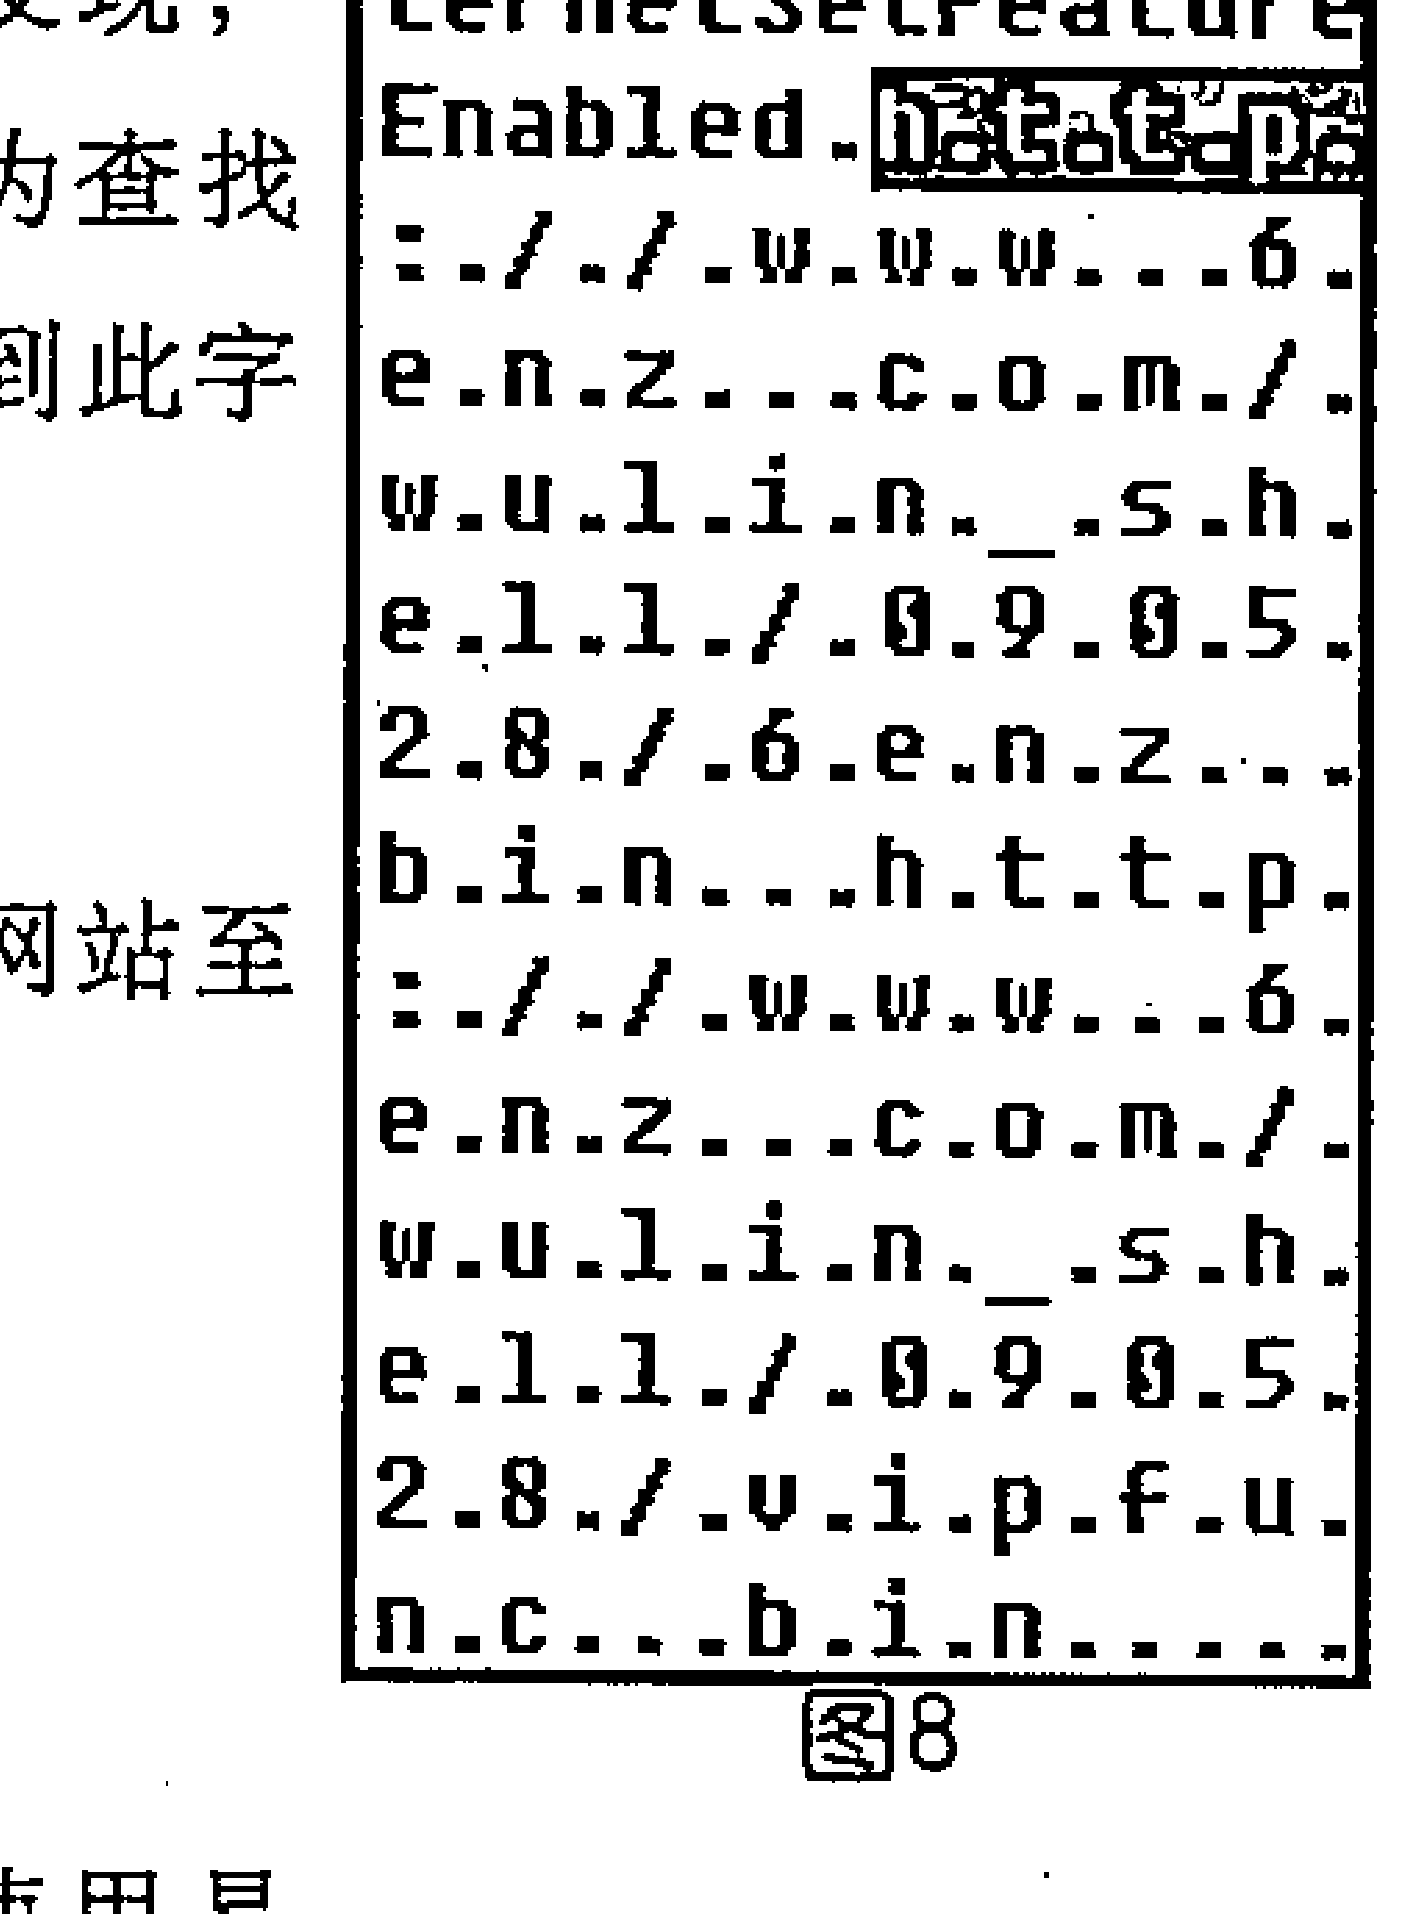 现，
为查找
到此字
网站至
ternetSetFeature
Enabled.h.t.t.p.
:././.w.w.w...6.
e.n.z...c.o.m./.
w.u.l.i.n._.s.h.
e.l.l./.0.9.0.5.
2.8./.6.e.n.z...
b.i.n...h.t.t.p.
:././.w.w.w...6.
e.n.z...c.o.m./.
w.u.l.i.n._.s.h.
e.l.l./.0.9.0.5.
2.8./.v.i.p.f.u.
n.c...b.i.n.....
图8